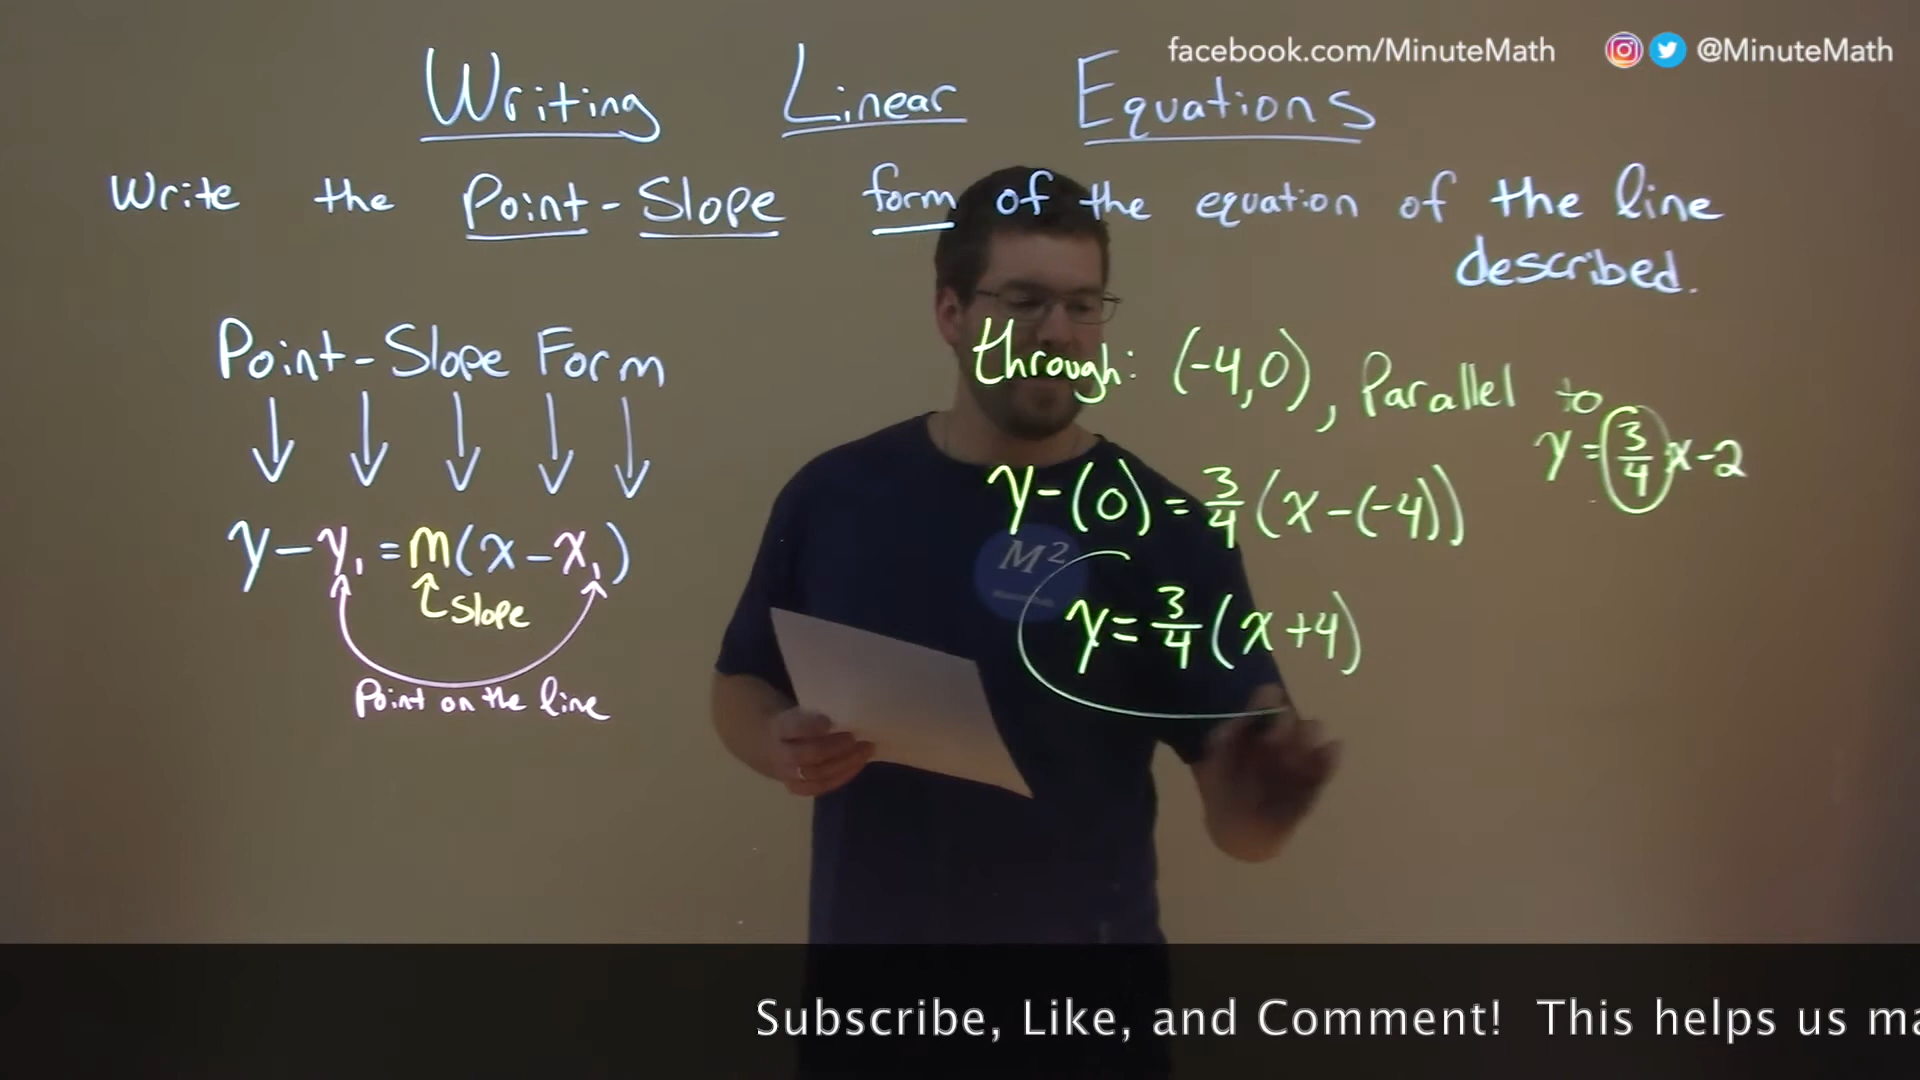 facebook.com/MinuteMath @MinuteMath
Writing Linear Equations
Write the Point-Slope form of the equation of the line
described.
Point-Slope Form
y-y₁=m(x-x₁)
Slope
Point on the line
through: (-4,0), Parallel to
y=3/4x-2
y-(0)=3/4(x-(-4))
M²
y=3/4(x+4)
Subscribe, Like, and Comment! This helps us ma